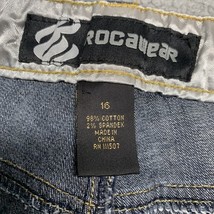 ROCAWEAR
16
98% COTTON
2% SPANDEX
MADE IN
CHINA
RN 111507